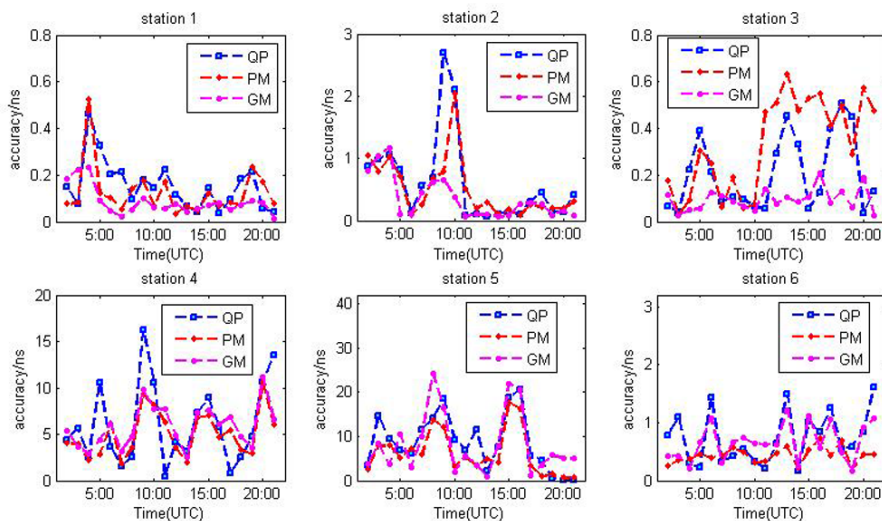 station 1
station 2
station 3
0.8
0.6
0.4
0.2
0
accuracy/ns
QP
PM
GM
5:00 10:00 15:00 20:00
Time(UTC)
3
2
1
0
accuracy/ns
QP
PM
GM
5:00 10:00 15:00 20:00
Time(UTC)
0.8
0.6
0.4
0.2
0
accuracy/ns
QP
PM
GM
5:00 10:00 15:00 20:00
Time(UTC)
station 4
station 5
station 6
20
15
10
5
0
accuracy/ns
QP
PM
GM
5:00 10:00 15:00 20:00
Time(UTC)
40
30
20
10
0
accuracy/ns
QP
PM
GM
5:00 10:00 15:00 20:00
Time(UTC)
3
2
1
0
accuracy/ns
QP
PM
GM
5:00 10:00 15:00 20:00
Time(UTC)